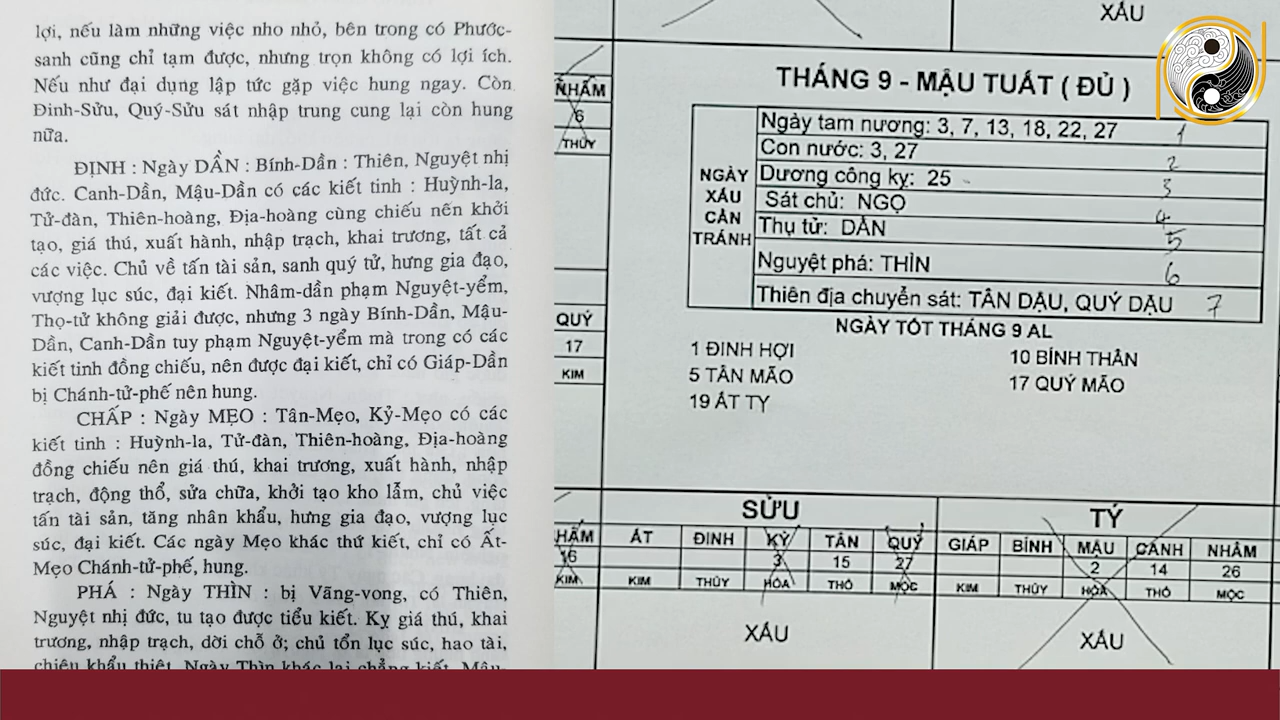 lợi, nếu làm những việc nho nhỏ, bên trong có Phước-
sanh cũng chỉ tạm được, nhưng trọn không có lợi ích.
Nếu như đại dụng lập tức gặp việc hung ngay. Còn
Đinh-Sửu, Quý-Sửu sát nhập trung cung lại còn hung
nữa.
ĐỊNH : Ngày DẦN : Bính-Dần : Thiên, Nguyệt nhị
đức. Canh-Dần, Mậu-Dần có các kiết tinh : Huỳnh-la,
Tử-đàn, Thiên-hoàng, Địa-hoàng cùng chiếu nến khởi
tạo, giá thú, xuất hành, nhập trạch, khai trương, tất cả
các việc. Chủ về tấn tài sản, sanh quý tử, hưng gia đạo,
vượng lục súc, đại kiết. Nhâm-dần phạm Nguyệt-yểm,
Thọ-tử không giải được, nhưng 3 ngày Bính-Dần, Mậu-
Dần, Canh-Dần tuy phạm Nguyệt-yểm mà trong có các
kiết tinh đồng chiếu, nên được đại kiết, chỉ có Giáp-Dần
bị Chánh-tử-phế nên hung.
CHẤP : Ngày MẸO : Tân-Mẹo, Kỷ-Mẹo có các
kiết tinh : Huỳnh-la, Tử-đàn, Thiên-hoàng, Địa-hoàng
đồng chiếu nên giá thú, khai trương, xuất hành, nhập
trạch, động thổ, sửa chữa, khởi tạo kho lẫm, chủ việc
tấn tài sản, tăng nhân khẩu, hưng gia đạo, vượng lục
súc, đại kiết. Các ngày Mẹo khác thứ kiết, chỉ có Ất-
Mẹo Chánh-tử-phế, hung.
PHÁ : Ngày THÌN : bị Vãng-vong, có Thiên,
Nguyệt nhị đức, tu tạo được tiểu kiết. Kỵ giá thú, khai
trương, nhập trạch, dời chỗ ở; chủ tổn lục súc, hao tài,
chiêu khẩu thiệt. Ngày Thìn khác lại chẳng kiết. Mậu-
XẤU
NHÂM
6
THỦY
QUÝ
17
KIM
THÁNG 9 - MẬU TUẤT ( ĐỦ )
NGÀY XẤU CẦN TRÁNH
Ngày tam nương: 3, 7, 13, 18, 22, 27 1
Con nước: 3, 27 2
Dương công kỵ: 25 3
Sát chủ: NGỌ 4
Thụ tử: DẦN 5
Nguyệt phá: THÌN 6
Thiên địa chuyển sát: TÂN DẬU, QUÝ DẬU 7
NGÀY TỐT THÁNG 9 AL
1 ĐINH HỢI 10 BÍNH THÂN
5 TÂN MÃO 17 QUÝ MÃO
19 ẤT TỴ
SỬU TÝ
NHÂM ẤT ĐINH KỶ TÂN QUÝ GIÁP BÍNH MẬU CANH NHÂM
16 3 15 27 2 14 26
KIM KIM THỦY HỎA THỔ MỘC KIM THỦY HỎA THỔ MỘC
XẤU XẤU